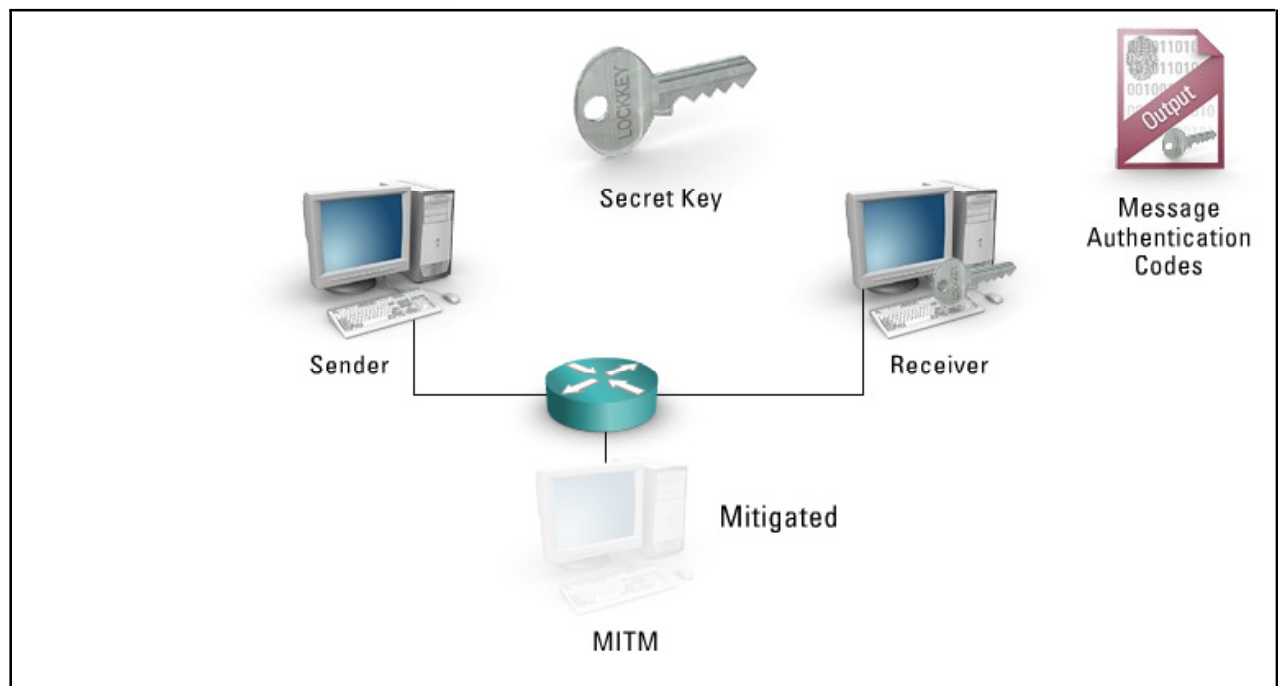 LOCKKEY
Secret Key
Output
Message
Authentication
Codes
Sender
Receiver
Mitigated
MITM